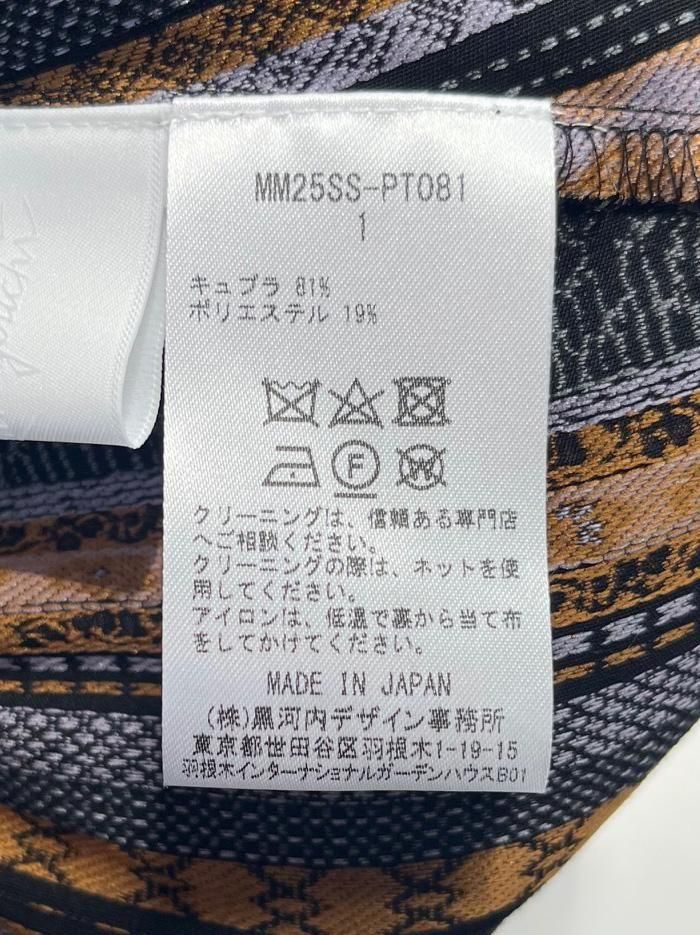 MM25SS-PT081
1
キュプラ 81%
ポリエステル 19%
F
W
クリーニングは、信頼ある専門店
へご相談ください。
クリーニングの際は、ネットを使
用してください。
アイロンは、低温で裏から当て布
をしてかけてください。
MADE IN JAPAN
(株)黒河内デザイン事務所
東京都世田谷区羽根木1-19-15
羽根木インターナショナルガーデンハウスB01